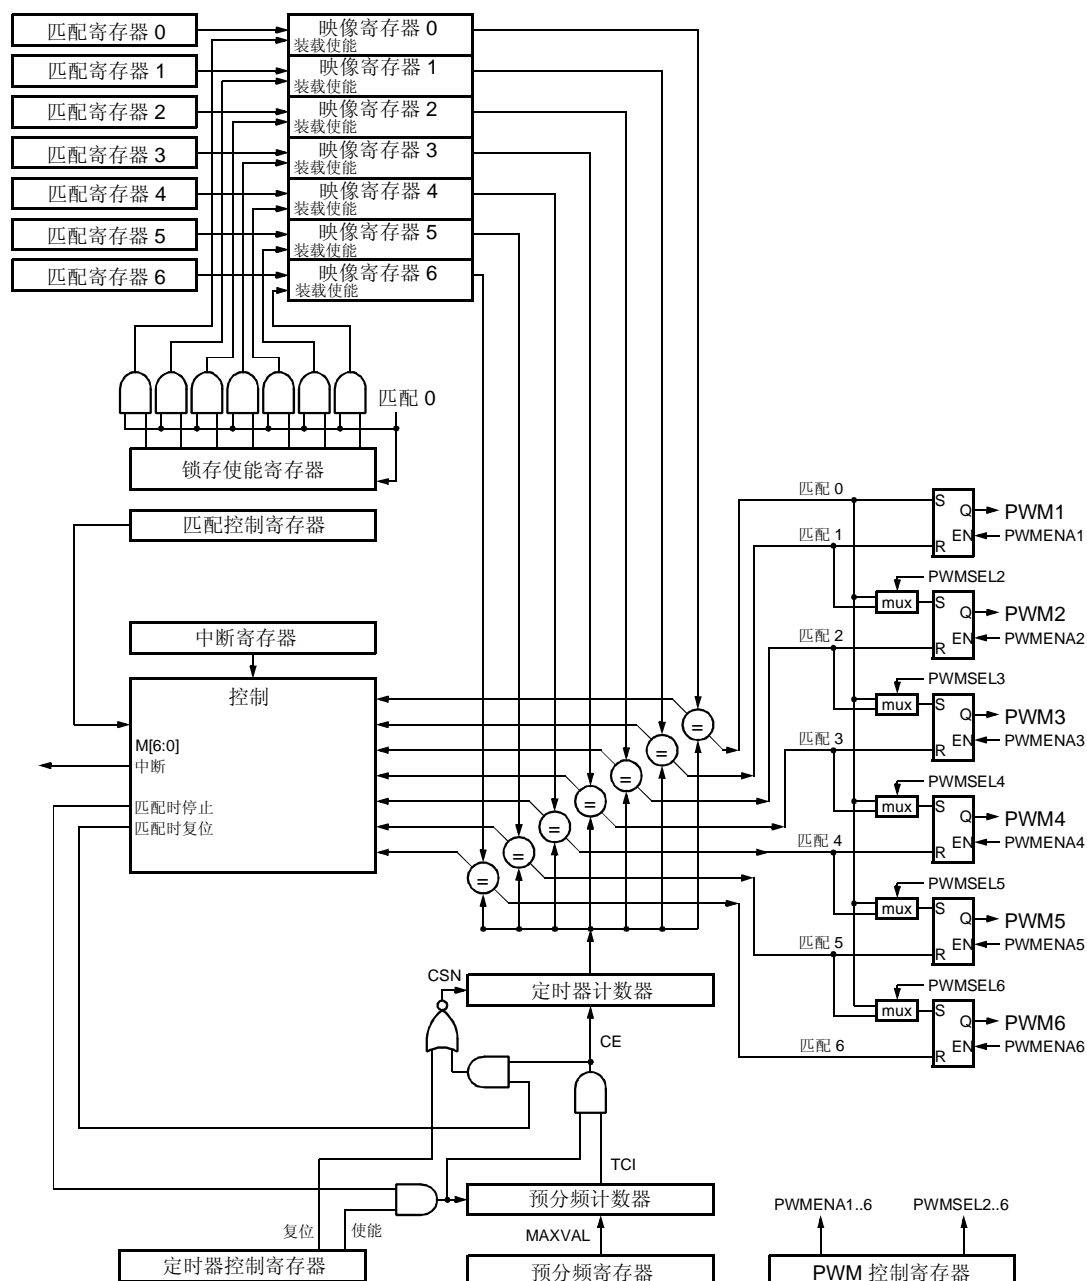 匹配寄存器 0
映像寄存器 0
装载使能
匹配寄存器 1
映像寄存器 1
装载使能
匹配寄存器 2
映像寄存器 2
装载使能
匹配寄存器 3
映像寄存器 3
装载使能
匹配寄存器 4
映像寄存器 4
装载使能
匹配寄存器 5
映像寄存器 5
装载使能
匹配寄存器 6
映像寄存器 6
装载使能
匹配 0
锁存使能寄存器
匹配控制寄存器
中断寄存器
控制
M[6:0]
中断
匹配时停止
匹配时复位
=
=
=
=
=
=
=
匹配 0
S
Q
PWM1
匹配 1
EN
PWMENA1
R
PWMSEL2
mux
S
Q
PWM2
匹配 2
EN
PWMENA2
R
PWMSEL3
mux
S
Q
PWM3
匹配 3
EN
PWMENA3
R
PWMSEL4
mux
S
Q
PWM4
匹配 4
EN
PWMENA4
R
PWMSEL5
mux
S
Q
PWM5
匹配 5
EN
PWMENA5
R
PWMSEL6
mux
S
Q
PWM6
匹配 6
EN
PWMENA6
R
CSN
定时器计数器
CE
TCI
预分频计数器
复位
使能
MAXVAL
PWMENA1..6
PWMSEL2..6
定时器控制寄存器
预分频寄存器
PWM 控制寄存器